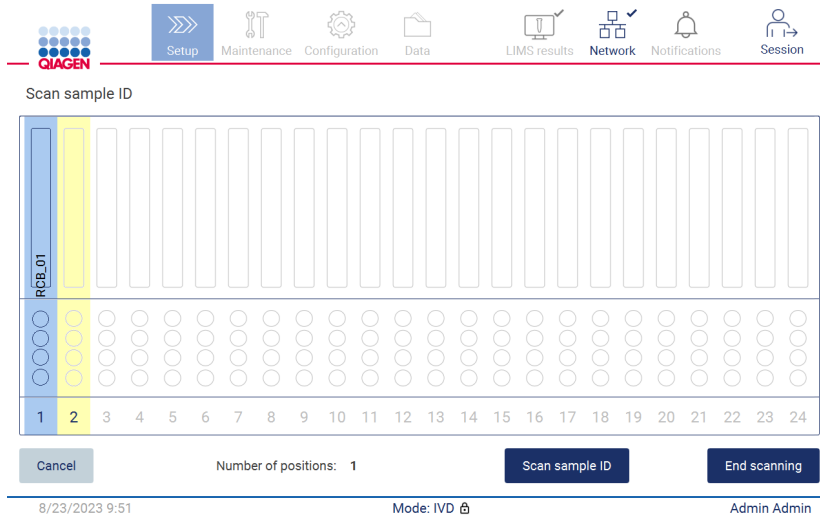 QIAGEN
Setup
Maintenance
Configuration
Data
LIMS results
Network
Notifications
Session
Scan sample ID
RCB_01
1 2 3 4 5 6 7 8 9 10 11 12 13 14 15 16 17 18 19 20 21 22 23 24
Cancel
Number of positions: 1
Scan sample ID
End scanning
8/23/2023 9:51
Mode: IVD
Admin Admin